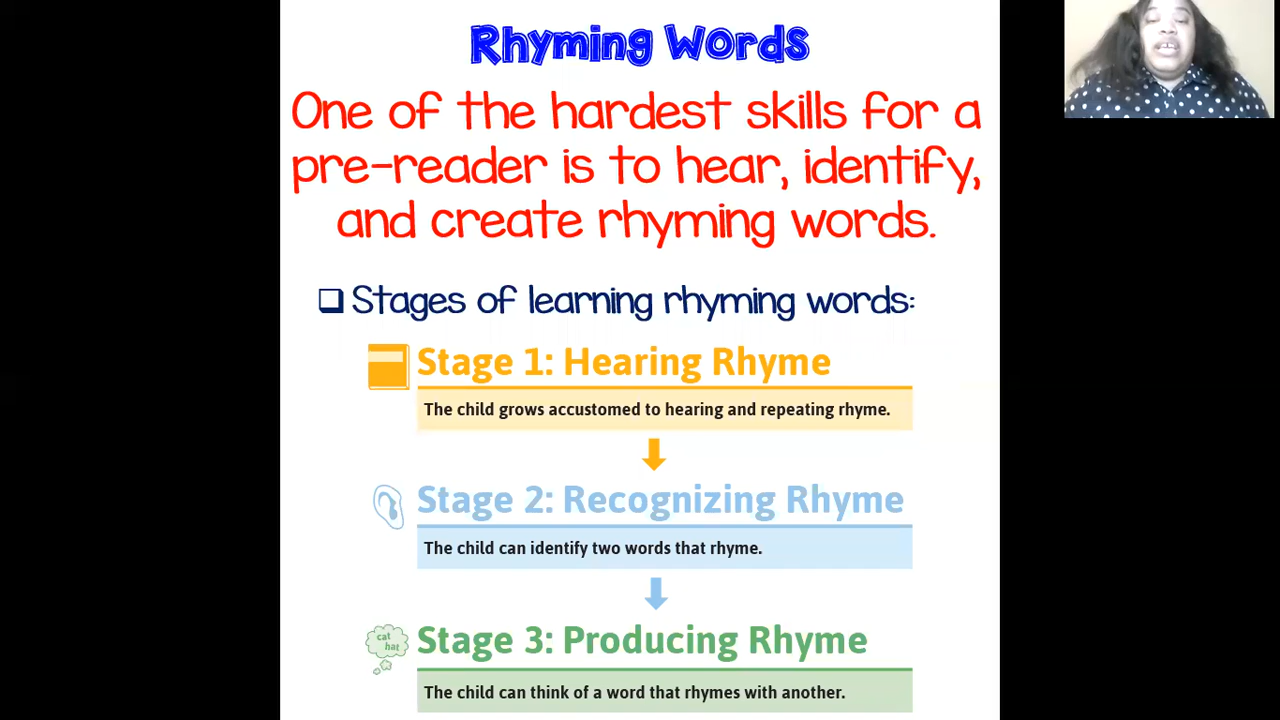 Rhyming Words
One of the hardest skills for a
pre-reader is to hear, identify,
and create rhyming words.
Stages of learning rhyming words:
Stage 1: Hearing Rhyme
The child grows accustomed to hearing and repeating rhyme.
Stage 2: Recognizing Rhyme
The child can identify two words that rhyme.
cat
hat
Stage 3: Producing Rhyme
The child can think of a word that rhymes with another.